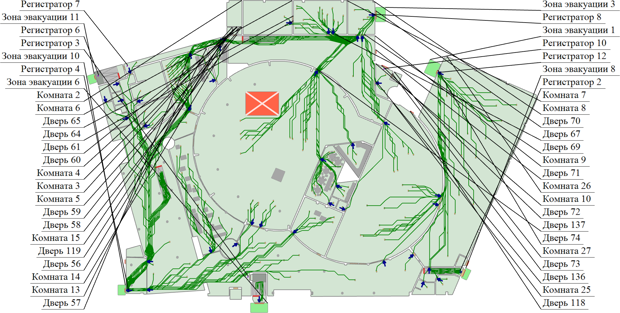 Регистратор 7
Зона эвакуации 11
Регистратор 6
Регистратор 3
Зона эвакуации 10
Регистратор 4
Зона эвакуации 6
Комната 2
Комната 6
Дверь 65
Дверь 64
Дверь 61
Дверь 60
Комната 4
Комната 3
Комната 5
Дверь 59
Дверь 58
Комната 15
Дверь 119
Дверь 56
Комната 14
Комната 13
Дверь 57
Зона эвакуации 3
Регистратор 8
Зона эвакуации 1
Регистратор 10
Регистратор 12
Зона эвакуации 8
Регистратор 2
Комната 7
Комната 8
Дверь 70
Дверь 67
Дверь 69
Комната 9
Дверь 71
Комната 26
Комната 10
Дверь 72
Дверь 137
Дверь 74
Комната 27
Дверь 73
Дверь 136
Комната 25
Дверь 118